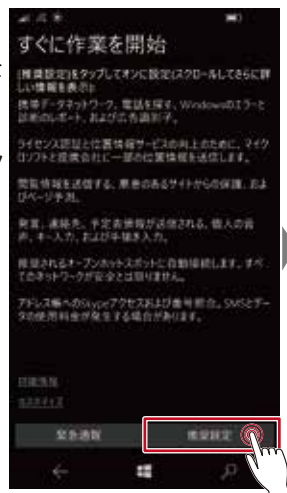 すぐに作業を開始
[推奨設定]をタップしてオンに設定(スクロールしてさらに詳
しい情報を表示):
携帯データネットワーク、電話を探す、Windowsのエラーと
診断のレポート、および広告識別子。
ライセンス認証と位置情報サービスの向上のために、マイク
ロソフトと提携会社に一部の位置情報を送信します。
閲覧情報を送信する、悪意のあるサイトからの保護、およ
びページ予測。
発言、連絡先、予定表情報が送信される、個人の音
声、キー入力、および手書き入力。
推奨されるオープンホットスポットに自動接続します。すべ
てのネットワークが安全とは限りません。
アドレス帳へのSkypeアクセスおよび番号照合。SMSとデー
タの使用料金が発生する場合があります。
詳細情報
カスタマイズ
緊急通報
推奨設定